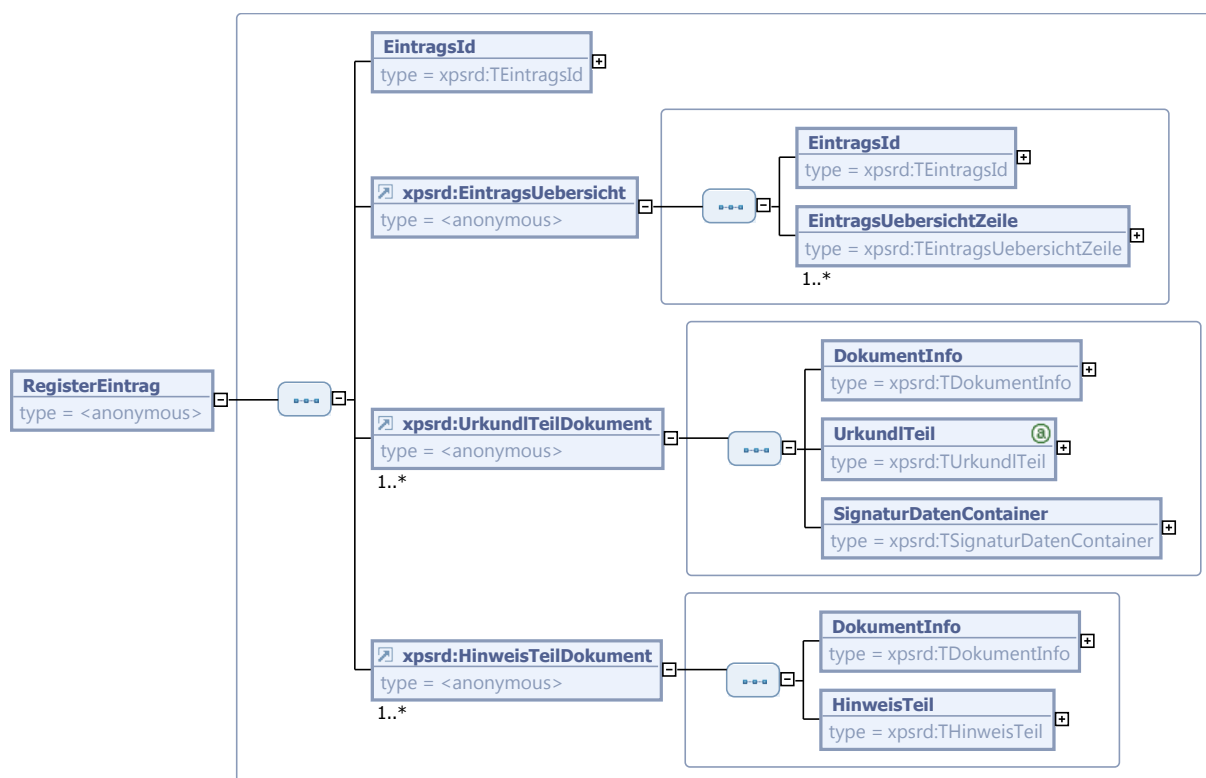 EintragsId
type = xpsrd:TEintragsId
EintragsId
type = xpsrd:TEintragsId
xpsrd:EintragsUebersicht
type = <anonymous>
EintragsUebersichtZeile
type = xpsrd:TEintragsUebersichtZeile
1..*
DokumentInfo
type = xpsrd:TDokumentInfo
RegisterEintrag
type = <anonymous>
xpsrd:UrkundlTeilDokument
type = <anonymous>
1..*
UrkundlTeil
type = xpsrd:TUrkundlTeil
a
SignaturDatenContainer
type = xpsrd:TSignaturDatenContainer
xpsrd:HinweisTeilDokument
type = <anonymous>
1..*
DokumentInfo
type = xpsrd:TDokumentInfo
HinweisTeil
type = xpsrd:THinweisTeil